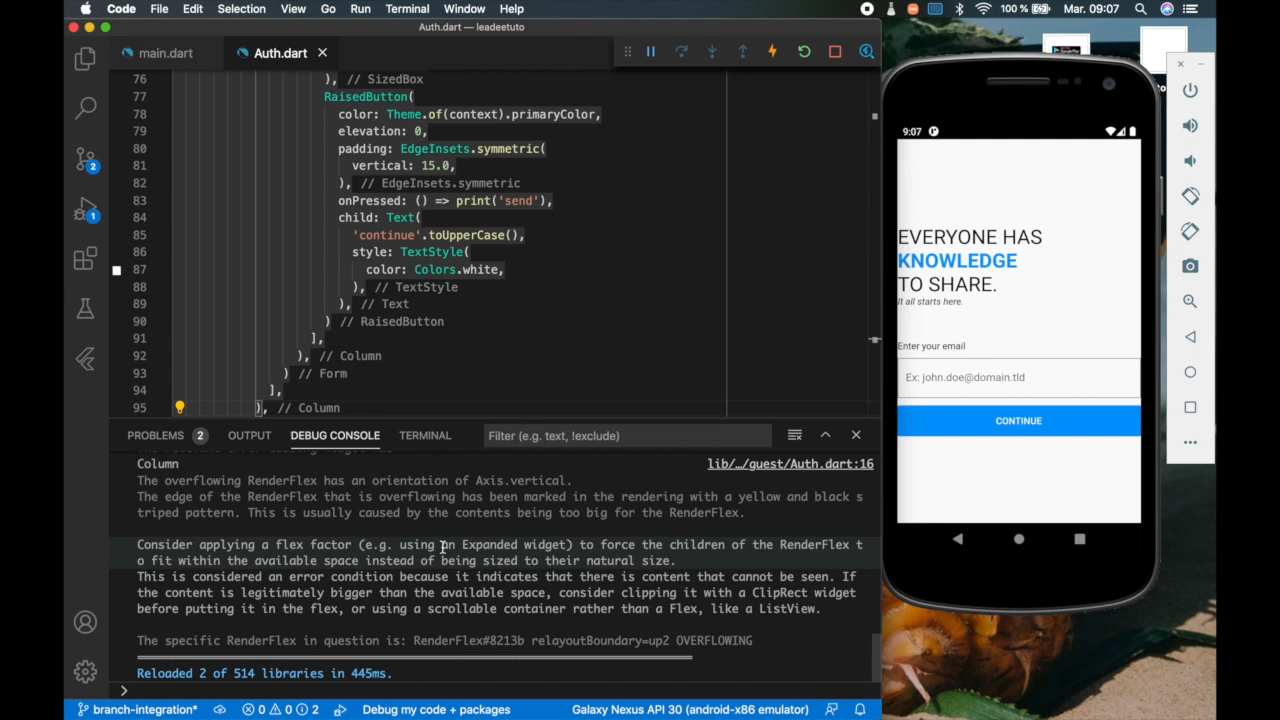 Code File Edit Selection View Go Run Terminal Window Help
100 % Mar. 09:07
Auth.dart — leadeetuto
main.dart Auth.dart
76 ), // SizedBox
77 RaisedButton(
78 color: Theme.of(context).primaryColor,
79 elevation: 0,
80 padding: EdgeInsets.symmetric(
81 vertical: 15.0,
82 ), // EdgeInsets.symmetric
83 onPressed: () => print('send'),
84 child: Text(
85 'continue'.toUpperCase(),
86 style: TextStyle(
87 color: Colors.white,
88 ), // TextStyle
89 ), // Text
90 ) // RaisedButton
91 ],
92 ), // Column
93 ) // Form
94 ],
95 ), // Column
2
1
PROBLEMS 2 OUTPUT DEBUG CONSOLE TERMINAL Filter (e.g. text, !exclude)
Column lib/…/guest/Auth.dart:16
The overflowing RenderFlex has an orientation of Axis.vertical.
The edge of the RenderFlex that is overflowing has been marked in the rendering with a yellow and black s
triped pattern. This is usually caused by the contents being too big for the RenderFlex.
Consider applying a flex factor (e.g. using an Expanded widget) to force the children of the RenderFlex t
o fit within the available space instead of being sized to their natural size.
This is considered an error condition because it indicates that there is content that cannot be seen. If
the content is legitimately bigger than the available space, consider clipping it with a ClipRect widget
before putting it in the flex, or using a scrollable container rather than a Flex, like a ListView.
The specific RenderFlex in question is: RenderFlex#8213b relayoutBoundary=up2 OVERFLOWING
Reloaded 2 of 514 libraries in 445ms.
branch-integration* 0 0 2 Debug my code + packages Galaxy Nexus API 30 (android-x86 emulator)
9:07
EVERYONE HAS
KNOWLEDGE
TO SHARE.
It all starts here.
Enter your email
Ex: john.doe@domain.tld
CONTINUE